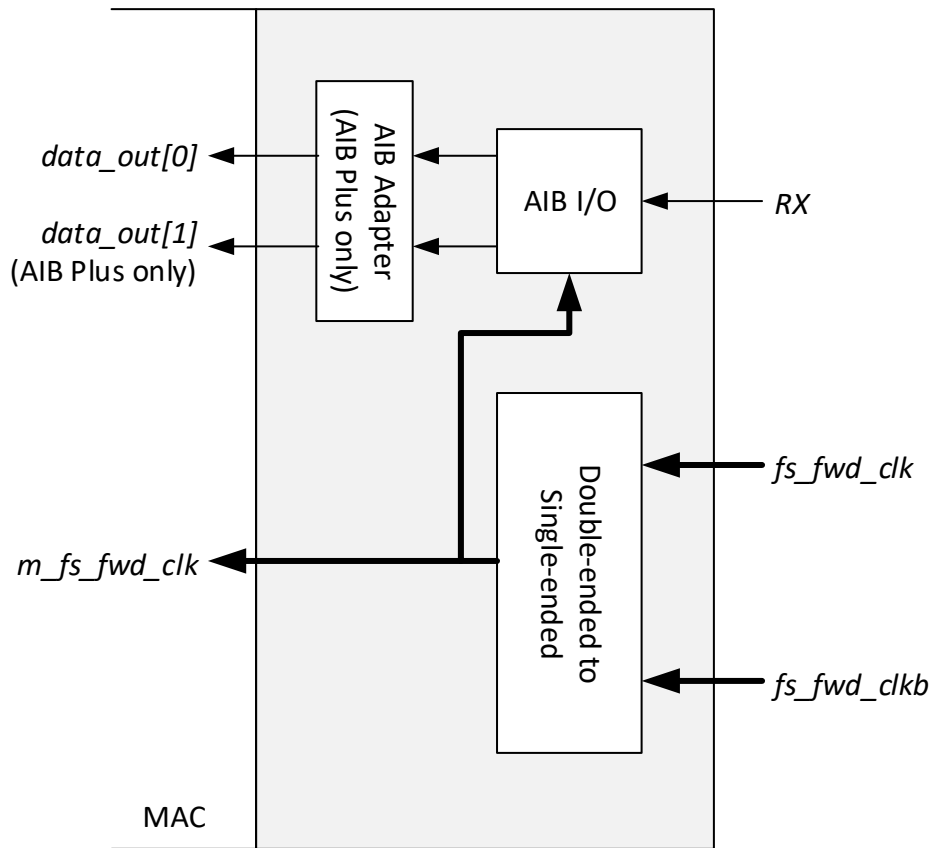 data_out[0]
data_out[1]
(AIB Plus only)
AIB Adapter
(AIB Plus only)
AIB I/O
RX
m_fs_fwd_clk
Double-ended to
Single-ended
fs_fwd_clk
fs_fwd_clkb
MAC